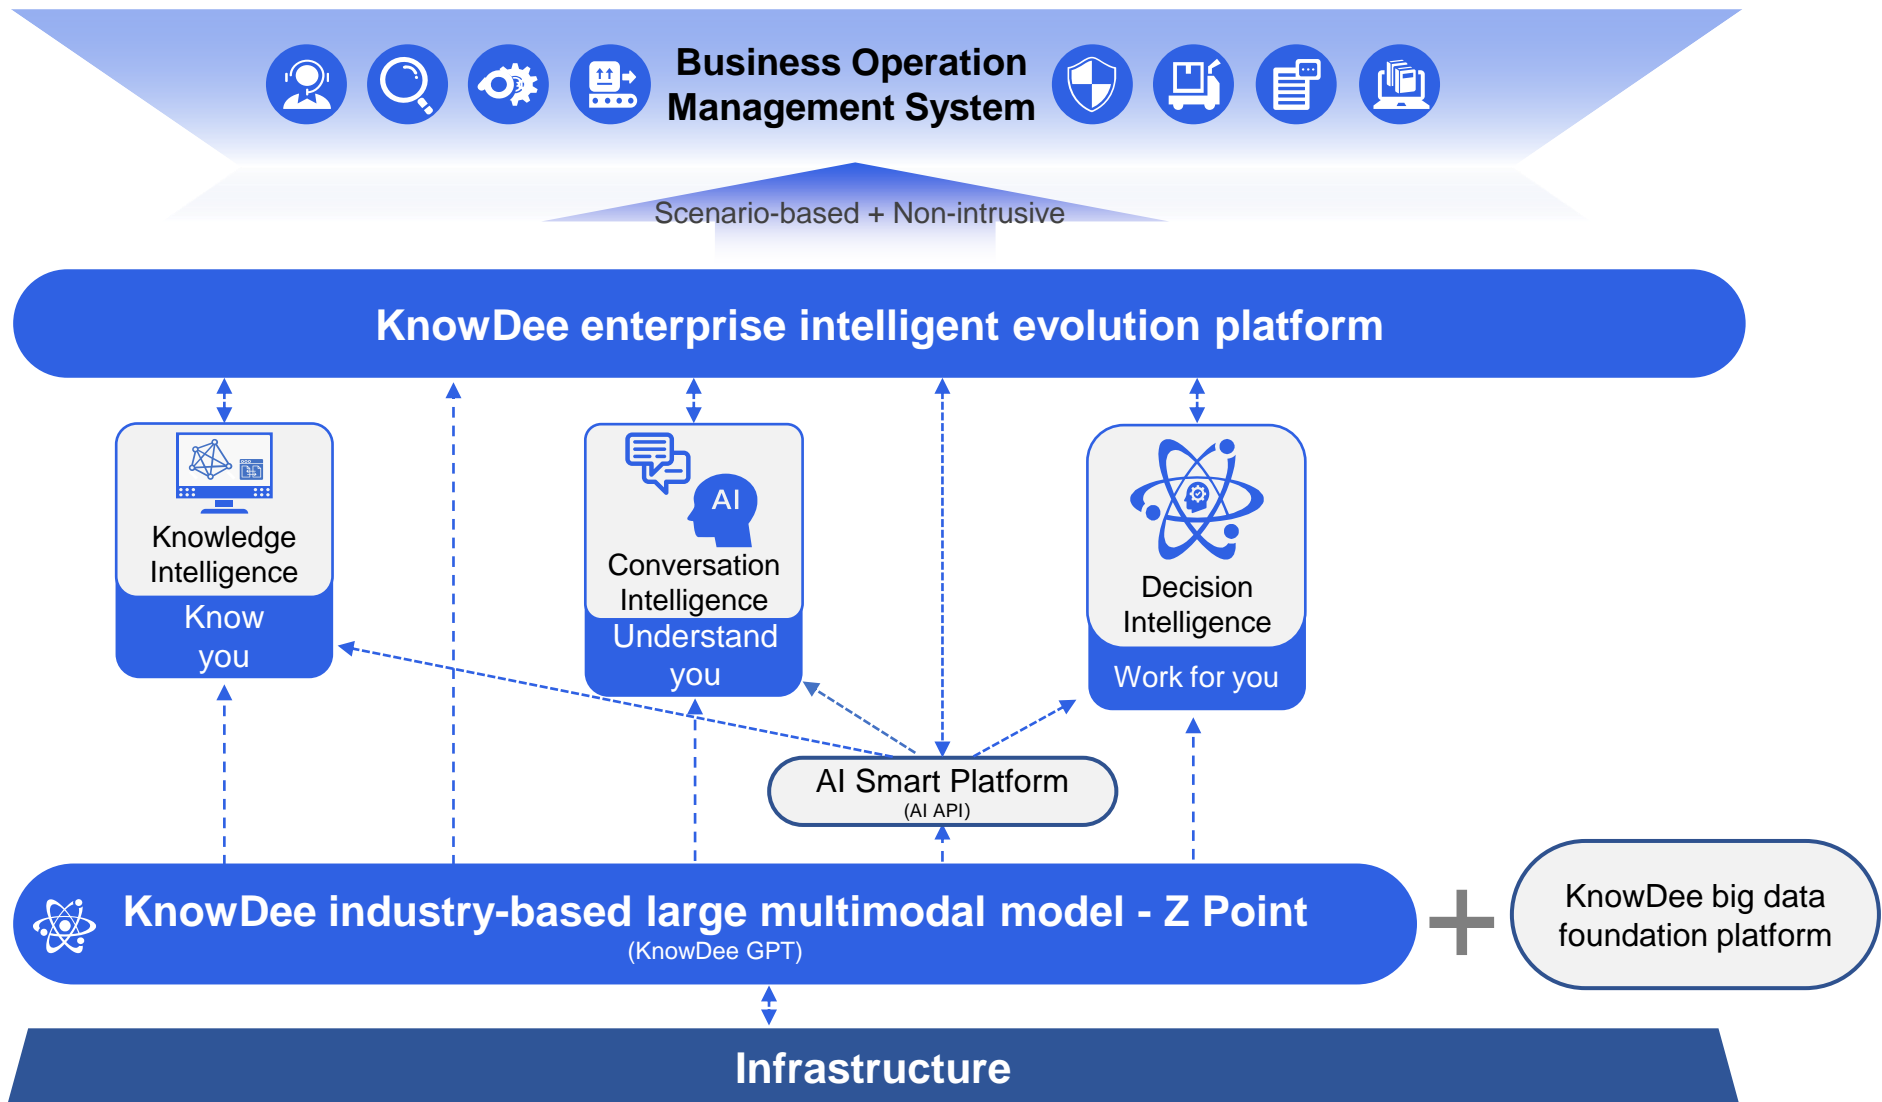 Business Operation
Management System
Scenario-based + Non-intrusive
KnowDee enterprise intelligent evolution platform
Knowledge
Intelligence
Know
you
AI
Conversation
Intelligence
Understand
you
Decision
Intelligence
Work for you
AI Smart Platform
(AI API)
KnowDee industry-based large multimodal model - Z Point
(KnowDee GPT)
+
KnowDee big data
foundation platform
Infrastructure